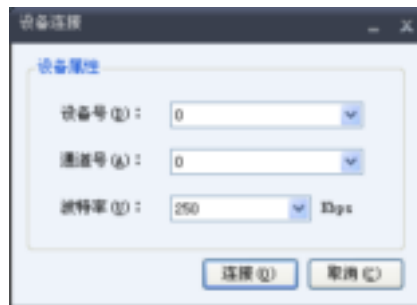 设备连接
设备属性
设备号(D)：
0
通道号(A)：
0
波特率(U)：
250
Kbps
连接(O)
取消(C)